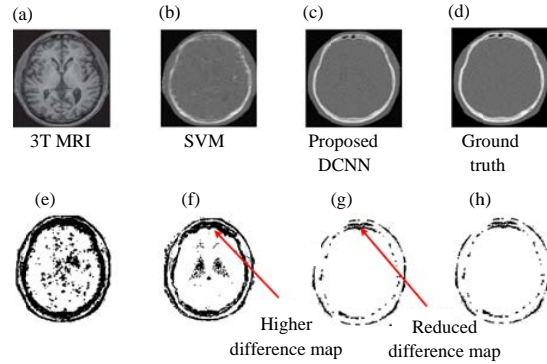 (a) (b) (c) (d)
3T MRI SVM Proposed Ground
DCNN truth
(e) (f) (g) (h)
Higher Reduced
difference map difference map